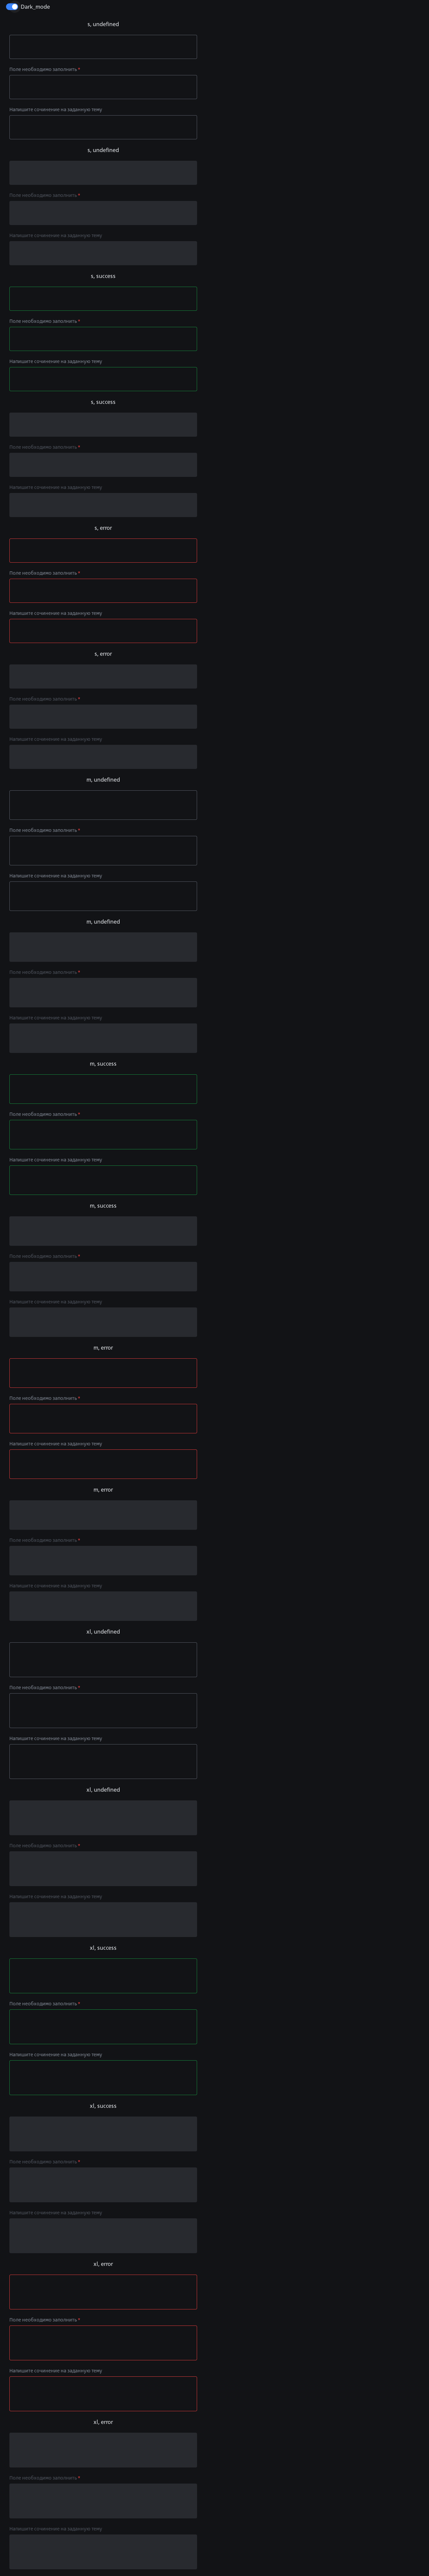 Dark_mode
s, undefined
Поле необходимо заполнить *
Напишите сочинение на заданную тему
s, undefined
Поле необходимо заполнить *
Напишите сочинение на заданную тему
s, success
Поле необходимо заполнить *
Напишите сочинение на заданную тему
s, success
Поле необходимо заполнить *
Напишите сочинение на заданную тему
s, error
Поле необходимо заполнить *
Напишите сочинение на заданную тему
s, error
Поле необходимо заполнить *
Напишите сочинение на заданную тему
m, undefined
Поле необходимо заполнить *
Напишите сочинение на заданную тему
m, undefined
Поле необходимо заполнить *
Напишите сочинение на заданную тему
m, success
Поле необходимо заполнить *
Напишите сочинение на заданную тему
m, success
Поле необходимо заполнить *
Напишите сочинение на заданную тему
m, error
Поле необходимо заполнить *
Напишите сочинение на заданную тему
m, error
Поле необходимо заполнить *
Напишите сочинение на заданную тему
xl, undefined
Поле необходимо заполнить *
Напишите сочинение на заданную тему
xl, undefined
Поле необходимо заполнить *
Напишите сочинение на заданную тему
xl, success
Поле необходимо заполнить *
Напишите сочинение на заданную тему
xl, success
Поле необходимо заполнить *
Напишите сочинение на заданную тему
xl, error
Поле необходимо заполнить *
Напишите сочинение на заданную тему
xl, error
Поле необходимо заполнить *
Напишите сочинение на заданную тему